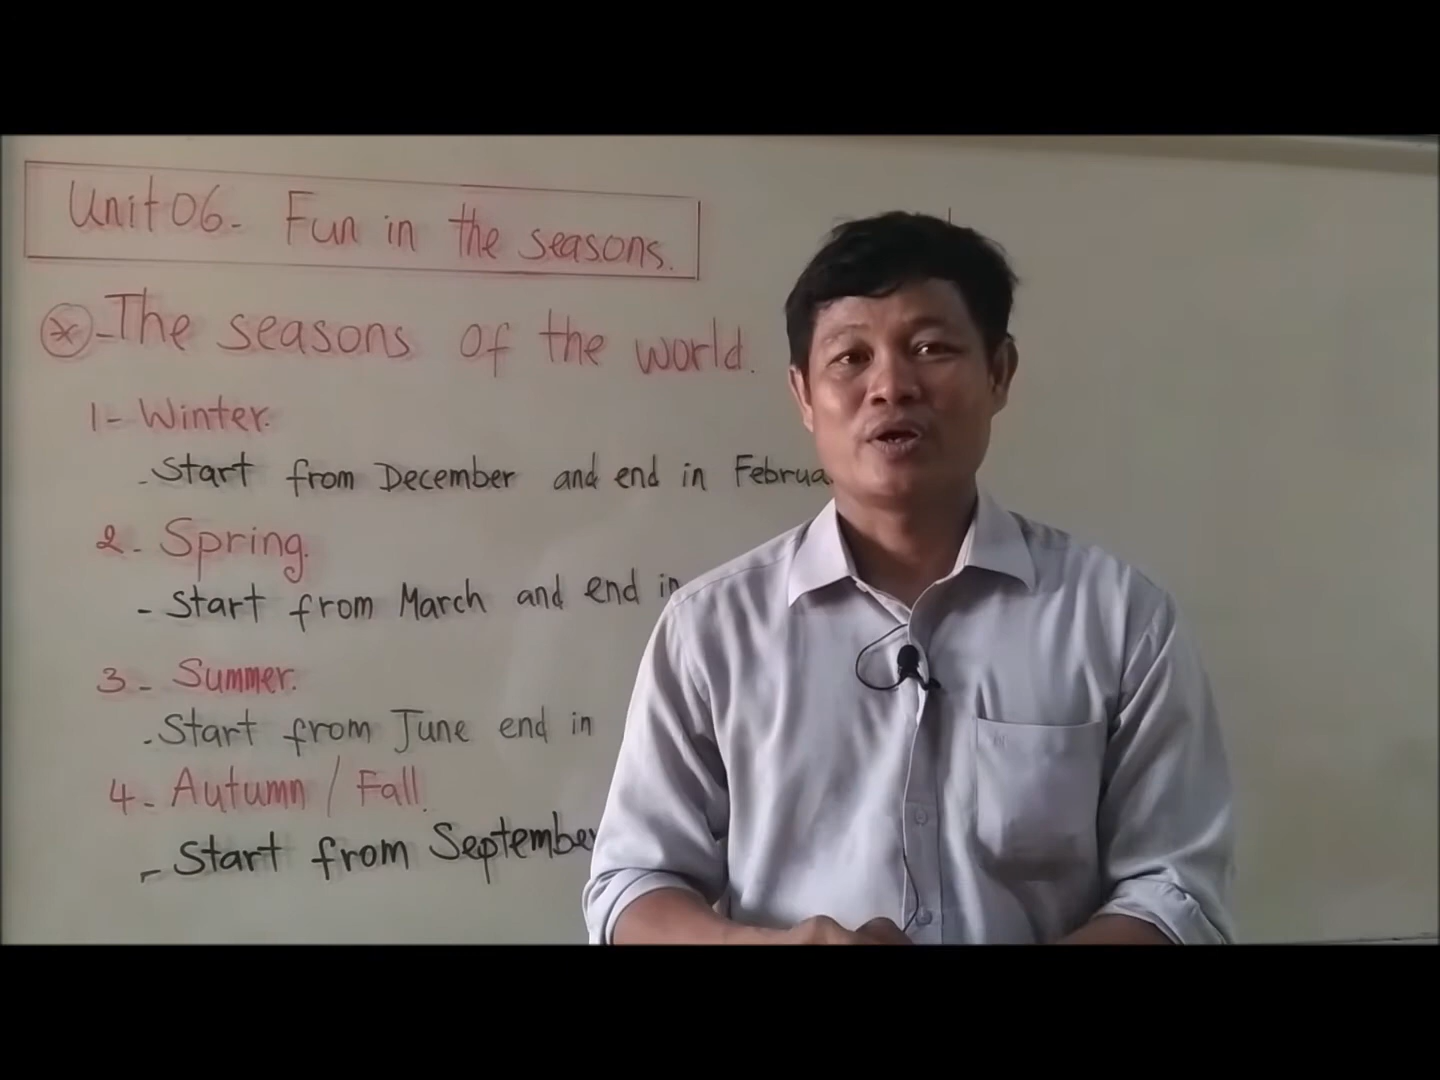 Unit 06 - Fun in the seasons.
* - The seasons of the world.
1 - Winter.
- Start from December and end in Februa
2 - Spring.
- Start from March and end in
3 - Summer.
- Start from June end in
4 - Autumn / Fall.
- Start from September